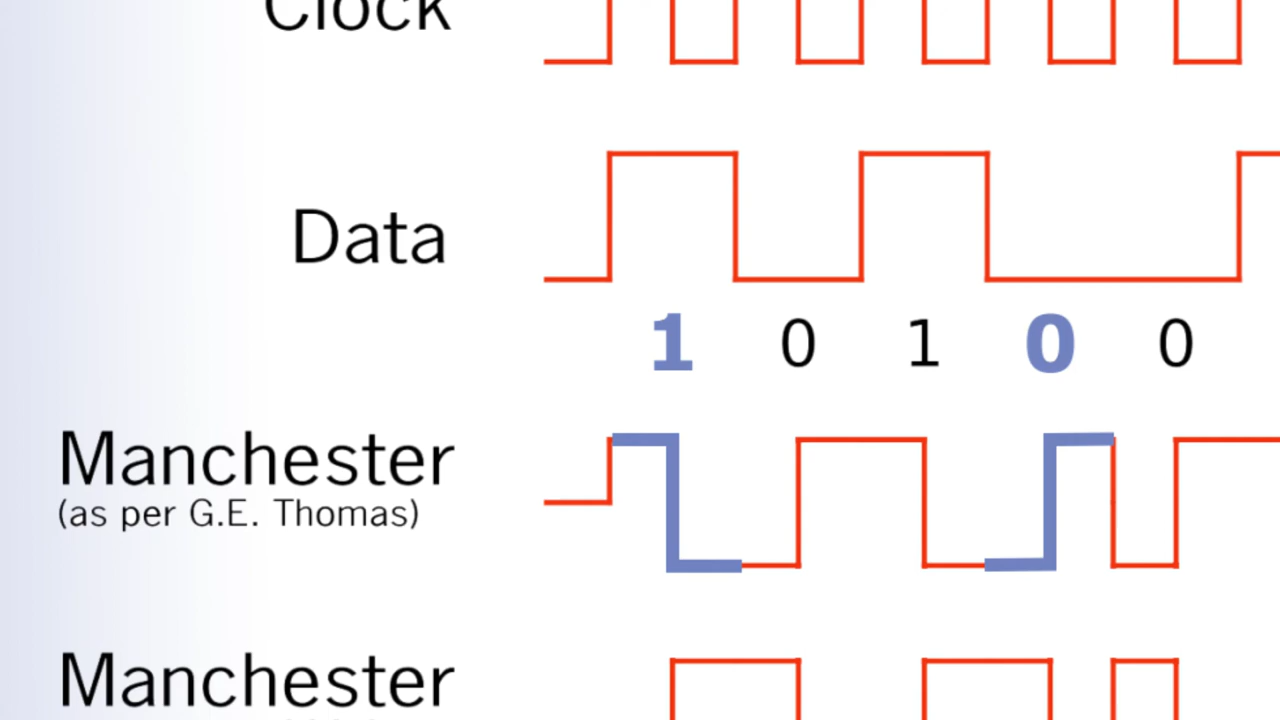 Clock
Data
1 0 1 0 0
Manchester
(as per G.E. Thomas)
Manchester